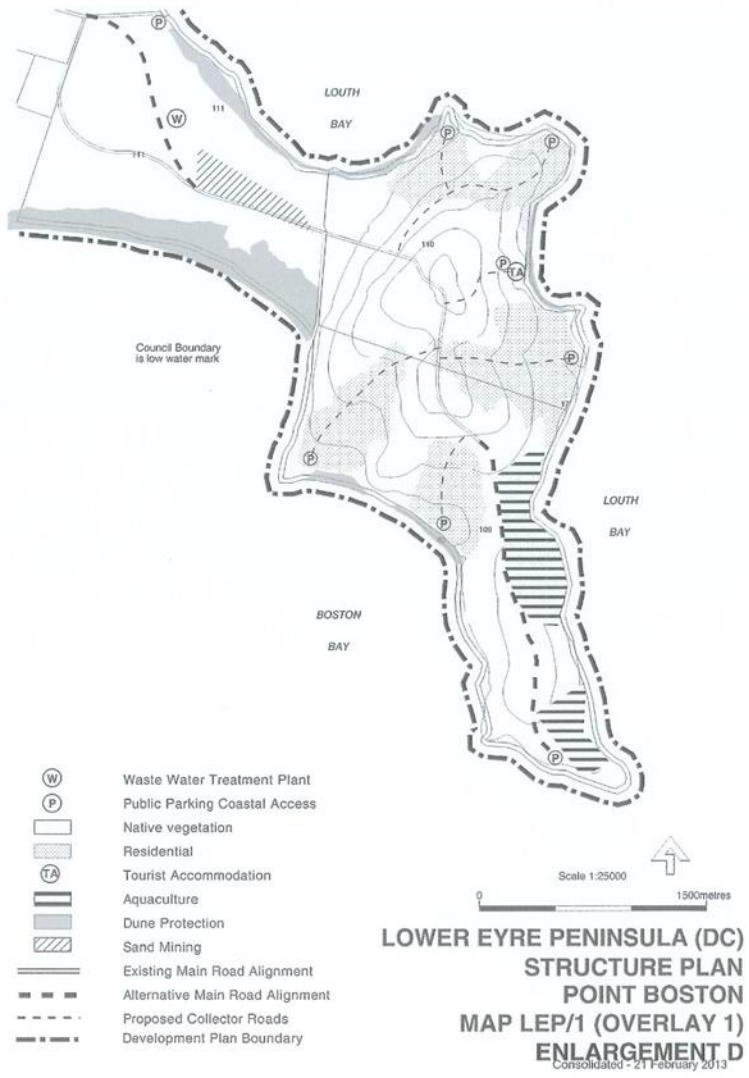 P
LOUTH
BAY
W
111
111
P
P
110
P
TA
Council Boundary
is low water mark
P
17
P
LOUTH
BAY
P
109
BOSTON
BAY
P
W Waste Water Treatment Plant
P Public Parking Coastal Access
Native vegetation
Residential
TA Tourist Accommodation
Aquaculture
Dune Protection
Sand Mining
Existing Main Road Alignment
Alternative Main Road Alignment
Proposed Collector Roads
Development Plan Boundary
Scale 1:25000
0 1500metres
LOWER EYRE PENINSULA (DC)
STRUCTURE PLAN
POINT BOSTON
MAP LEP/1 (OVERLAY 1)
ENLARGEMENT D
Consolidated - 21 February 2013